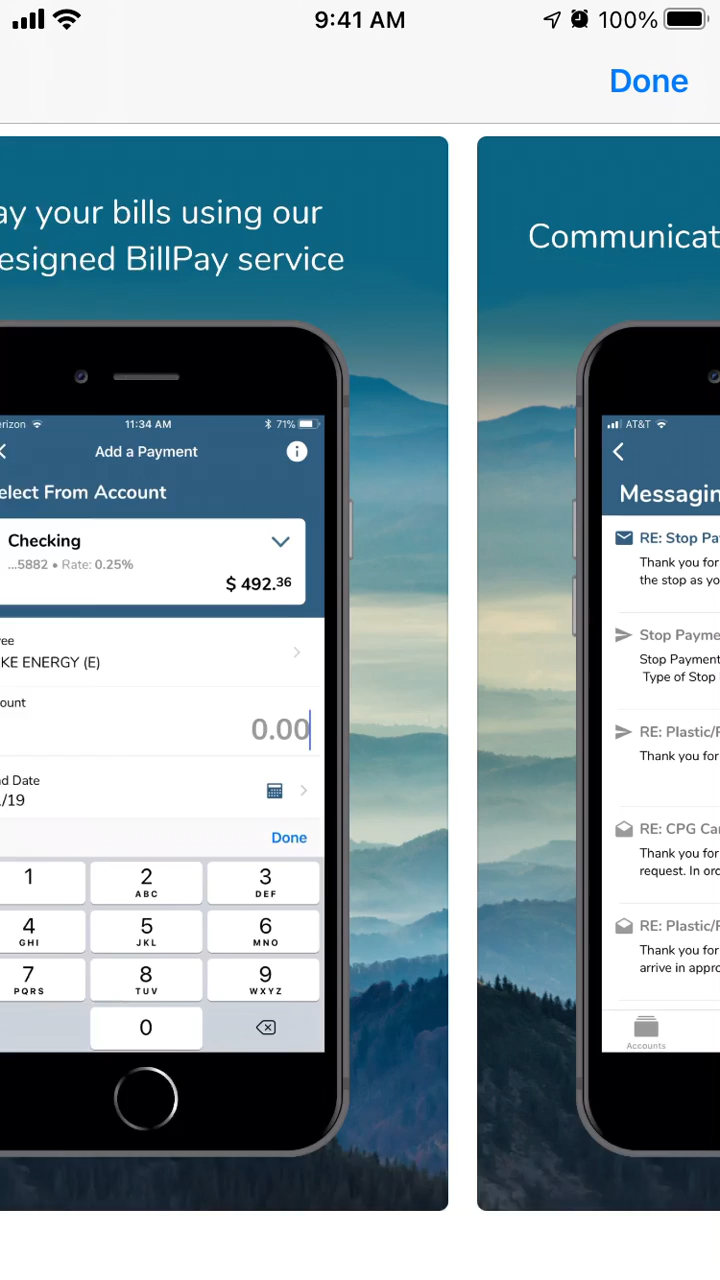 9:41 AM
100%
Done
ay your bills using our
esigned BillPay service
erizon
11:34 AM
71%
Add a Payment
elect From Account
Checking
...5882 • Rate: 0.25%
$ 492.36
ee
KE ENERGY (E)
ount
0.00
d Date
/19
Done
1
2
ABC
3
DEF
4
GHI
5
JKL
6
MNO
7
PQRS
8
TUV
9
WXYZ
0
Communicat
AT&T
Messagin
RE: Stop Pa
Thank you for
the stop as yo
Stop Payme
Stop Payment
Type of Stop
RE: Plastic/
Thank you for
RE: CPG Ca
Thank you for
request. In orc
RE: Plastic/
Thank you for
arrive in appro
Accounts